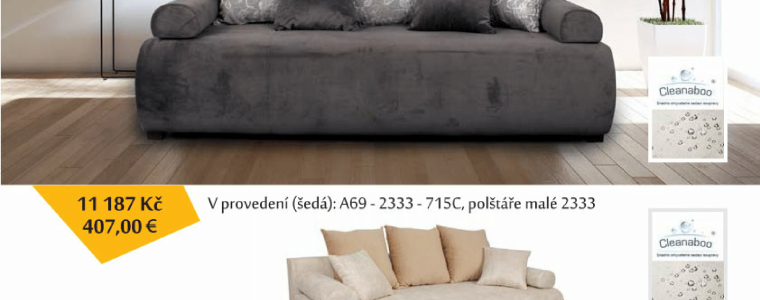 Cleanaboo
11 187 Kč
407,00 €
V provedení (šedá): A69 - 2333 - 715C, polštáře malé 2333
Cleanaboo